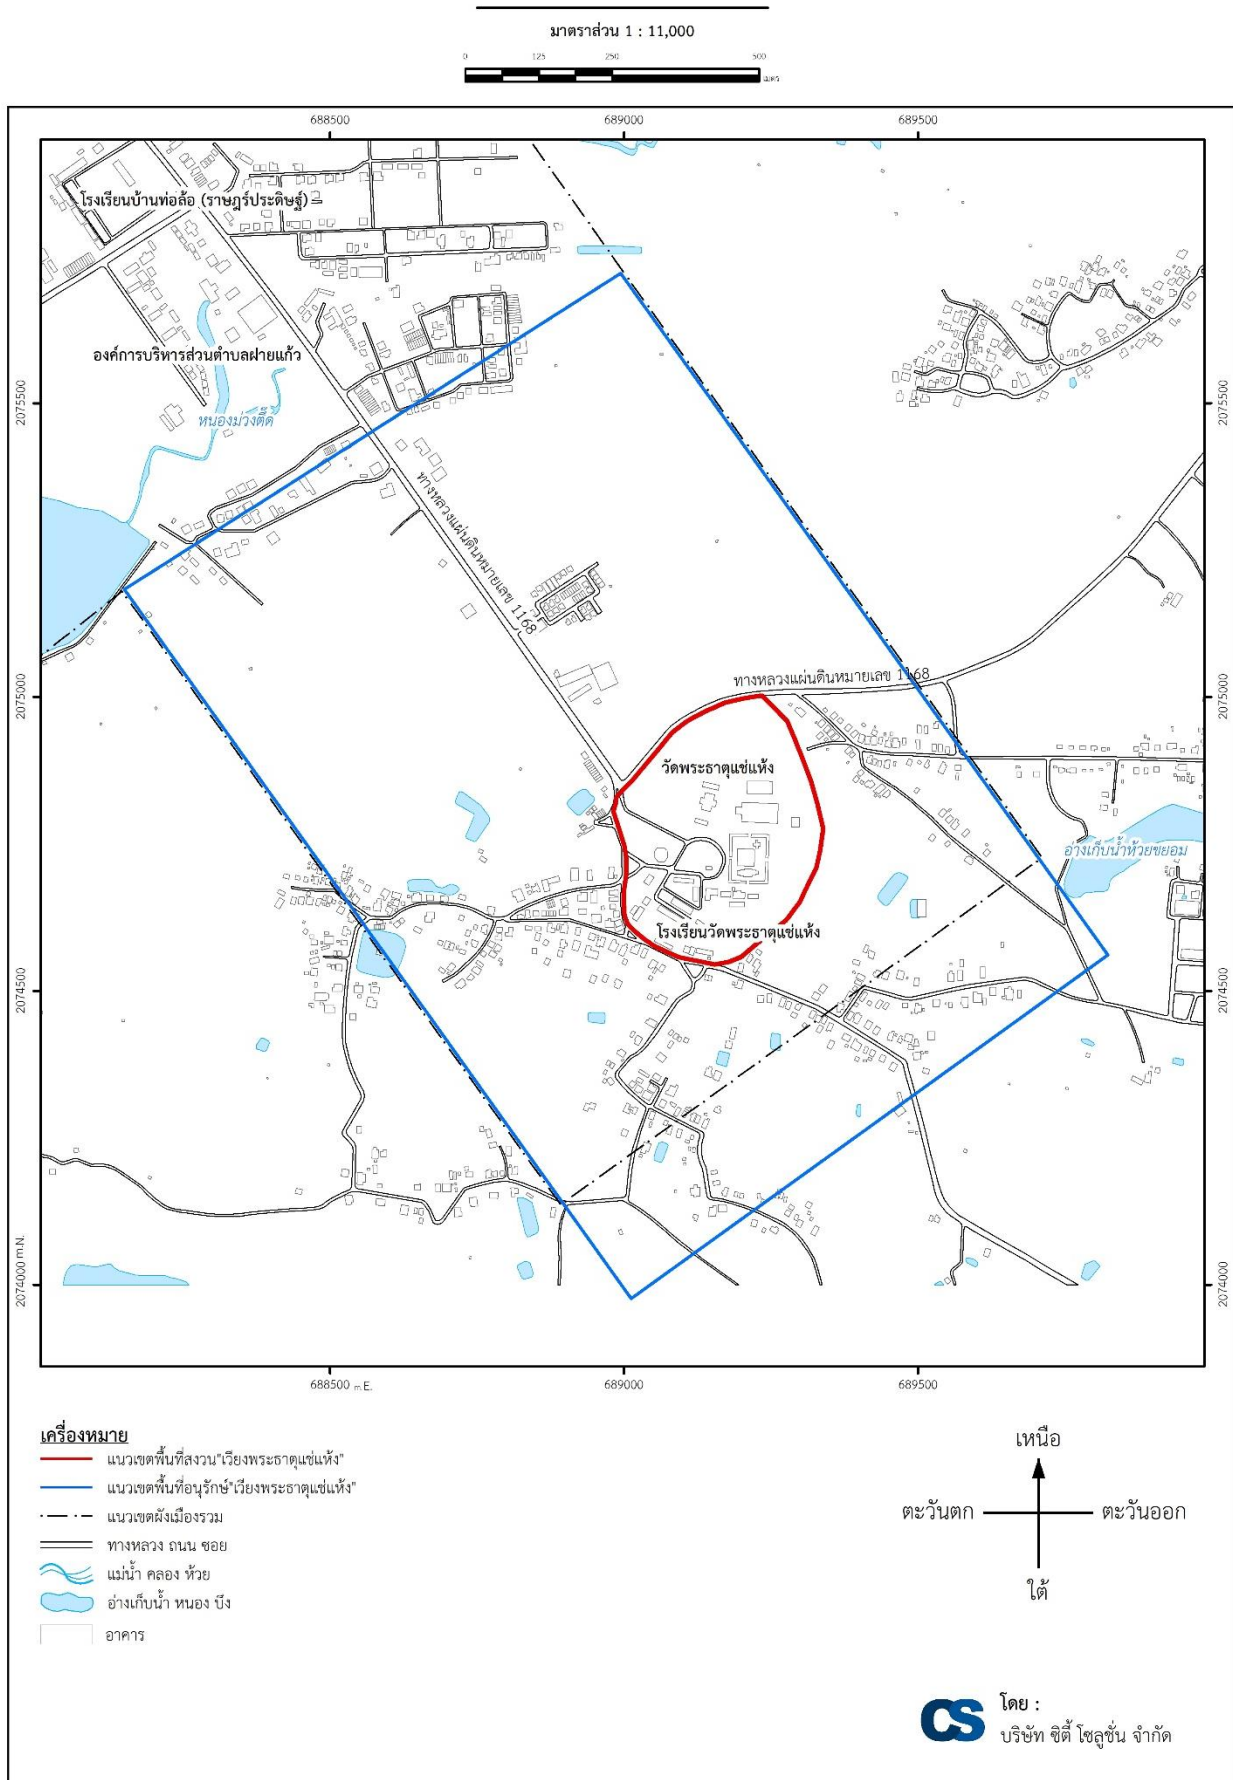 มาตราส่วน 1 : 11,000
0 125 250 500
เมตร
688500 689000 689500
โรงเรียนบ้านท่อล้อ (ราษฎร์ประดิษฐ์)
องค์การบริหารส่วนตำบลฝายแก้ว
2075500 2075500
หนองม่วงตึ๊ด
ทางหลวงแผ่นดินหมายเลข 1168
ทางหลวงแผ่นดินหมายเลข 1168
2075000 2075000
วัดพระธาตุแช่แห้ง
อ่างเก็บน้ำห้วยขยอม
โรงเรียนวัดพระธาตุแช่แห้ง
2074500 2074500
2074000 m.N. 2074000
688500 m.E. 689000 689500
เครื่องหมาย
แนวเขตพื้นที่สงวน"เวียงพระธาตุแช่แห้ง"
แนวเขตพื้นที่อนุรักษ์"เวียงพระธาตุแช่แห้ง"
แนวเขตผังเมืองรวม
ทางหลวง ถนน ซอย
แม่น้ำ คลอง ห้วย
อ่างเก็บน้ำ หนอง บึง
อาคาร
เหนือ
ตะวันตก ตะวันออก
ใต้
CS
โดย :
บริษัท ซิตี้ โซลูชั่น จำกัด